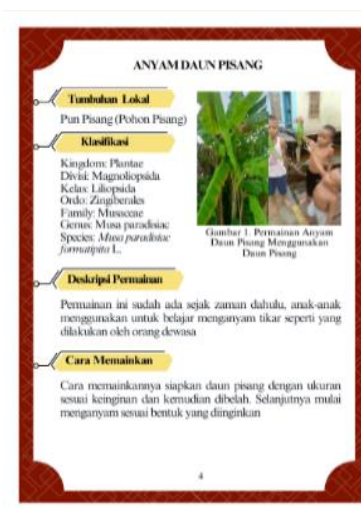 ANYAM DAUN PISANG
Tumbuhan Lokal
Pun Pisang (Pohon Pisang)
Klasifikasi
Kingdom: Plantae
Divisi: Magnoliopsida
Kelas: Liliopsida
Ordo: Zingiberales
Family: Musaceae
Genus: Musa paradisiac
Species: Musa paradisiac
formatipita L.
Gambar 1. Permainan Anyam
Daun Pisang Menggunakan
Daun Pisang
Deskripsi Permainan
Permainan ini sudah ada sejak zaman dahulu, anak-anak
menggunakan untuk belajar menganyam tikar seperti yang
dilakukan oleh orang dewasa
Cara Memainkan
Cara memainkannya siapkan daun pisang dengan ukuran
sesuai keinginan dan kemudian dibelah. Selanjutnya mulai
menganyam sesuai bentuk yang diinginkan
4